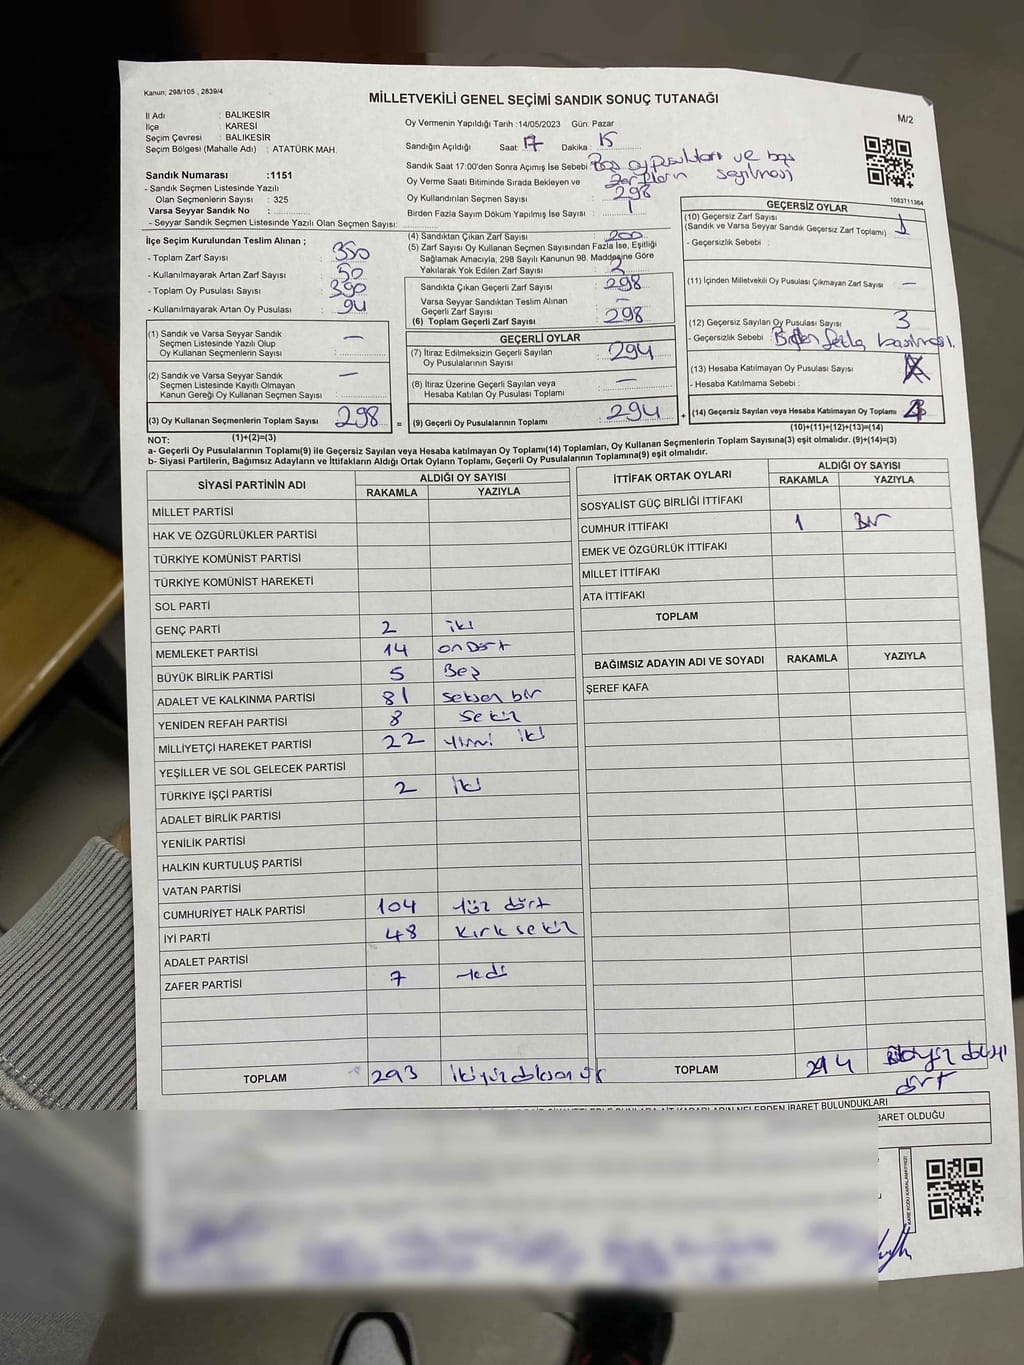 Kanun; 298/105 , 2839/4
MİLLETVEKİLİ GENEL SEÇİMİ SANDIK SONUÇ TUTANAĞI
M/2
İl Adı : BALIKESİR
İlçe : KARESİ
Seçim Çevresi : BALIKESİR
Seçim Bölgesi (Mahalle Adı) : ATATÜRK MAH.
Sandık Numarası :1151
- Sandık Seçmen Listesinde Yazılı
Olan Seçmenlerin Sayısı : 325
Varsa Seyyar Sandık No :
- Seyyar Sandık Seçmen Listesinde Yazılı Olan Seçmen Sayısı:
Oy Vermenin Yapıldığı Tarih :14/05/2023 Gün: Pazar
Sandığın Açıldığı Saat: 17 Dakika : 15
Sandık Saat 17:00'den Sonra Açımış İse Sebebi : Boş oy pusulaları ve boş
zarfların sayılması
Oy Verme Saati Bitiminde Sırada Bekleyen ve
Oy Kullandırılan Seçmen Sayısı : 298
Birden Fazla Sayım Döküm Yapılmış İse Sayısı : 1
1083711364
İlçe Seçim Kurulundan Teslim Alınan ;
- Toplam Zarf Sayısı : 350
- Kullanılmayarak Artan Zarf Sayısı : 50
- Toplam Oy Pusulası Sayısı : 390
- Kullanılmayarak Artan Oy Pusulası : 94
(1) Sandık ve Varsa Seyyar Sandık
Seçmen Listesinde Yazılı Olup
Oy Kullanan Seçmenlerin Sayısı : —
(2) Sandık ve Varsa Seyyar Sandık
Seçmen Listesinde Kayıtlı Olmayan
Kanun Gereği Oy Kullanan Seçmen Sayısı : —
(3) Oy Kullanan Seçmenlerin Toplam Sayısı : 298 =
(1)+(2)=(3)
(4) Sandıktan Çıkan Zarf Sayısı :
(5) Zarf Sayısı Oy Kullanan Seçmen Sayısından Fazla İse, Eşitliği
Sağlamak Amacıyla; 298 Sayılı Kanunun 98. Maddesine Göre
Yakılarak Yok Edilen Zarf Sayısı : 2
Sandıkta Çıkan Geçerli Zarf Sayısı : 298
Varsa Seyyar Sandıktan Teslim Alınan
Geçerli Zarf Sayısı : —
(6) Toplam Geçerli Zarf Sayısı : 298
GEÇERLİ OYLAR
(7) İtiraz Edilmeksizin Geçerli Sayılan
Oy Pusulalarının Sayısı : 294
(8) İtiraz Üzerine Geçerli Sayılan veya
Hesaba Katılan Oy Pusulası Toplamı : —
(9) Geçerli Oy Pusulalarının Toplamı : 294 +
GEÇERSİZ OYLAR
(10) Geçersiz Zarf Sayısı : 1
(Sandık ve Varsa Seyyar Sandık Geçersiz Zarf Toplamı)
- Geçersizlik Sebebi :
(11) İçinden Milletvekili Oy Pusulası Çıkmayan Zarf Sayısı : —
(12) Geçersiz Sayılan Oy Pusulası Sayısı : 3
- Geçersizlik Sebebi : Birden fazla basılması.
(13) Hesaba Katılmayan Oy Pusulası Sayısı :
- Hesaba Katılmama Sebebi :
(14) Geçersiz Sayılan veya Hesaba Katılmayan Oy Toplamı :
(10)+(11)+(12)+(13)=(14)
NOT:
a- Geçerli Oy Pusulalarının Toplamı(9) ile Geçersiz Sayılan veya Hesaba katılmayan Oy Toplamı(14) Toplamları, Oy Kullanan Seçmenlerin Toplam Sayısına(3) eşit olmalıdır. (9)+(14)=(3)
b- Siyasi Partilerin, Bağımsız Adayların ve İttifakların Aldığı Ortak Oyların Toplamı, Geçerli Oy Pusulalarının Toplamına(9) eşit olmalıdır.
SİYASİ PARTİNİN ADI ALDIĞI OY SAYISI
RAKAMLA YAZIYLA
MİLLET PARTİSİ
HAK VE ÖZGÜRLÜKLER PARTİSİ
TÜRKİYE KOMÜNİST PARTİSİ
TÜRKİYE KOMÜNİST HAREKETİ
SOL PARTİ
GENÇ PARTİ 2 iki
MEMLEKET PARTİSİ 14 on Dört
BÜYÜK BİRLİK PARTİSİ 5 Beş
ADALET VE KALKINMA PARTİSİ 81 seksen bir
YENİDEN REFAH PARTİSİ 8 sekiz
MİLLİYETÇİ HAREKET PARTİSİ 22 yirmi iki
YEŞİLLER VE SOL GELECEK PARTİSİ
TÜRKİYE İŞÇİ PARTİSİ 2 iki
ADALET BİRLİK PARTİSİ
YENİLİK PARTİSİ
HALKIN KURTULUŞ PARTİSİ
VATAN PARTİSİ
CUMHURİYET HALK PARTİSİ 104 yüz dört
İYİ PARTİ 48 kırk sekiz
ADALET PARTİSİ
ZAFER PARTİSİ 7 yedi
TOPLAM 293 ikiyüz doksan üç
İTTİFAK ORTAK OYLARI ALDIĞI OY SAYISI
RAKAMLA YAZIYLA
SOSYALİST GÜÇ BİRLİĞİ İTTİFAKI
CUMHUR İTTİFAKI 1 Bir
EMEK VE ÖZGÜRLÜK İTTİFAKI
MİLLET İTTİFAKI
ATA İTTİFAKI
TOPLAM
BAĞIMSIZ ADAYIN ADI VE SOYADI RAKAMLA YAZIYLA
ŞEREF KAFA
TOPLAM 294
dört
NELERDEN İBARET BULUNDUKLARI
BARET OLDUĞU